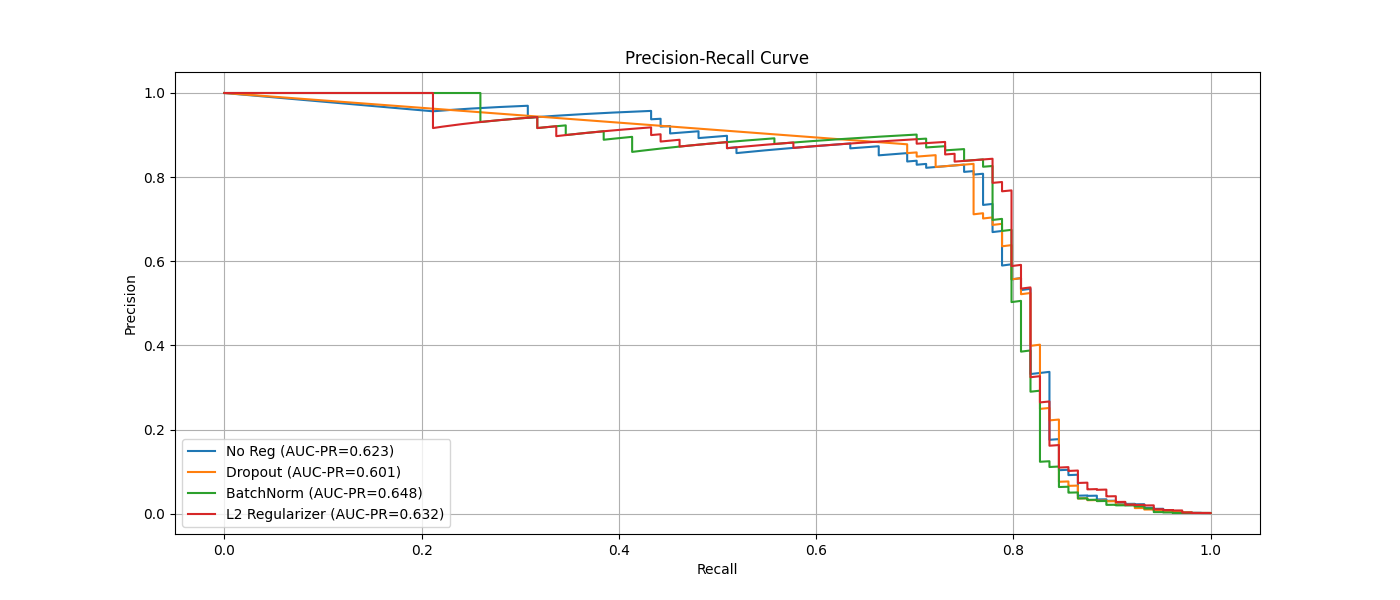 Precision-Recall Curve
1.0
0.8
0.6
0.4
0.2
0.0
Precision
No Reg (AUC-PR=0.623)
Dropout (AUC-PR=0.601)
BatchNorm (AUC-PR=0.648)
L2 Regularizer (AUC-PR=0.632)
0.0 0.2 0.4 0.6 0.8 1.0
Recall